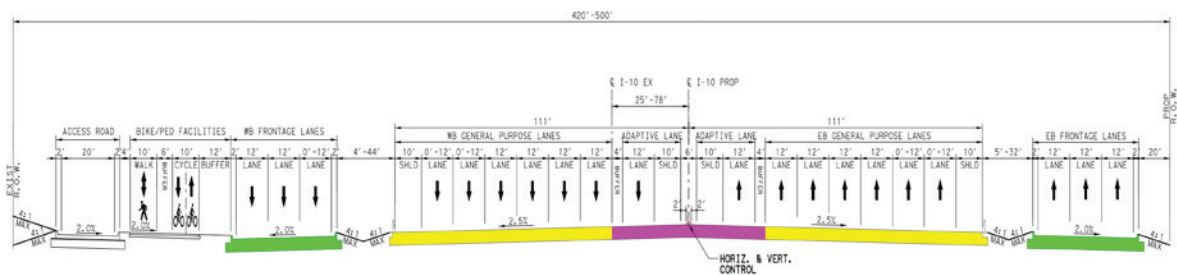 420'-500'
℄ I-10 EX ℄ I-10 PROP
25'-78'
111' 111'
ACCESS ROAD BIKE/PED FACILITIES WB FRONTAGE LANES WB GENERAL PURPOSE LANES ADAPTIVE LANE ADAPTIVE LANE EB GENERAL PURPOSE LANES EB FRONTAGE LANES
2' 20' 2' 4' 10' 6' 10' 12' 2' 12' 12' 0'-12' 2' 4'-44' 10' 0'-12' 12' 0'-12' 12' 12' 12' 4' 12' 10' 6' 10' 12' 4' 12' 12' 12' 12' 0'-12' 0'-12' 10' 5'-32' 2' 12' 12' 12' 2' 20'
WALK BUFFER CYCLE BUFFER LANE LANE LANE SHLD LANE LANE LANE LANE LANE LANE BUFFER LANE SHLD SHLD LANE BUFFER LANE LANE LANE LANE LANE LANE SHLD LANE LANE LANE
EXIST
R.O.W.
PROP
R.O.W.
2' 2'
4:1
MAX
4:1
MAX
2.0%
2.0%
2.0%
4:1
MAX
4:1
MAX
2.5%
2.5%
4:1
MAX
4:1
MAX
2.0%
4:1
MAX
HORIZ. & VERT.
CONTROL